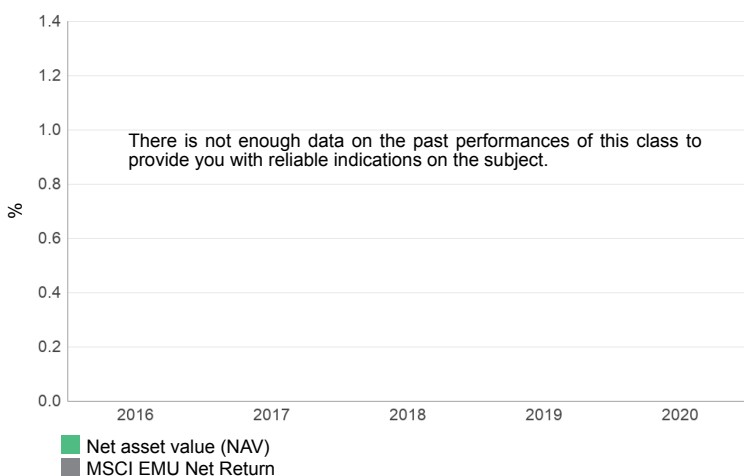 1.4
1.2
1.0
There is not enough data on the past performances of this class to
provide you with reliable indications on the subject.
0.8
%
0.6
0.4
0.2
0.0
2016 2017 2018 2019 2020
Net asset value (NAV)
MSCI EMU Net Return